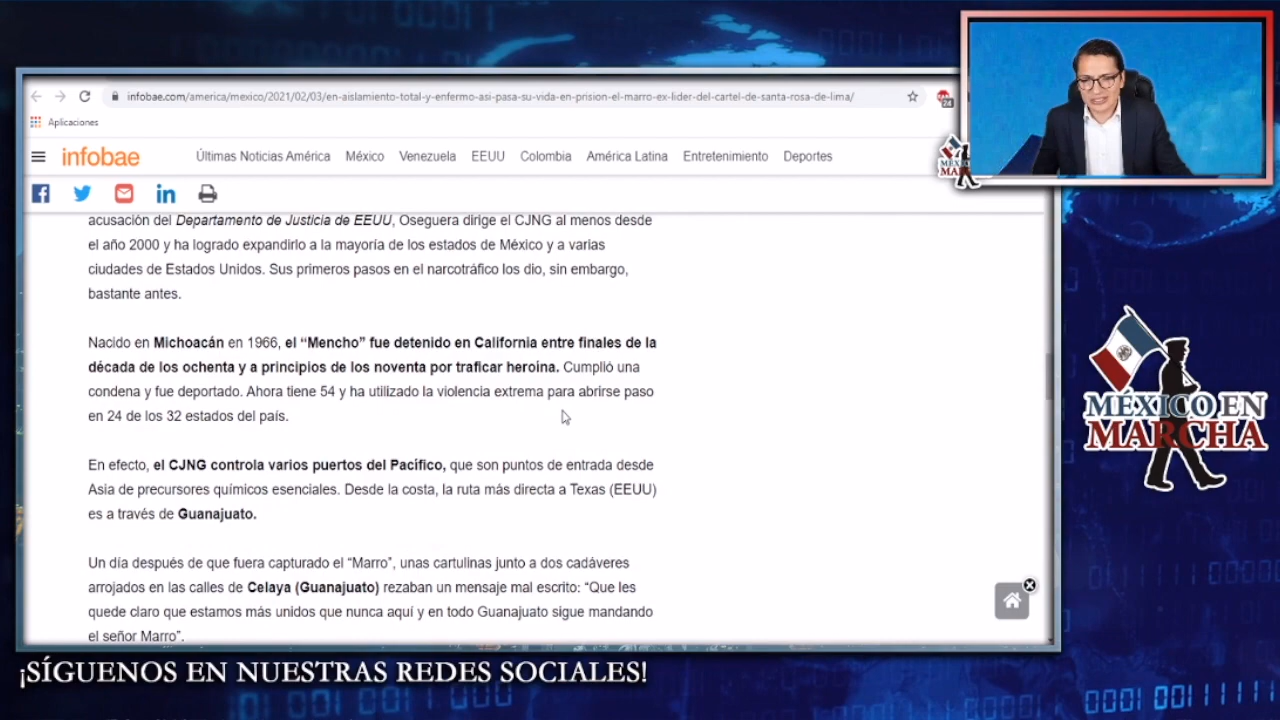 infobae.com/america/mexico/2021/02/03/en-aislamiento-total-y-enfermo-asi-pasa-su-vida-en-prision-el-marro-ex-lider-del-cartel-de-santa-rosa-de-lima/
24
Aplicaciones
infobae
Últimas Noticias América México Venezuela EEUU Colombia América Latina Entretenimiento Deportes
acusación del Departamento de Justicia de EEUU, Oseguera dirige el CJNG al menos desde
el año 2000 y ha logrado expandirlo a la mayoría de los estados de México y a varias
ciudades de Estados Unidos. Sus primeros pasos en el narcotráfico los dio, sin embargo,
bastante antes.
Nacido en Michoacán en 1966, el “Mencho” fue detenido en California entre finales de la
década de los ochenta y a principios de los noventa por traficar heroína. Cumplió una
condena y fue deportado. Ahora tiene 54 y ha utilizado la violencia extrema para abrirse paso
en 24 de los 32 estados del país.
En efecto, el CJNG controla varios puertos del Pacífico, que son puntos de entrada desde
Asia de precursores químicos esenciales. Desde la costa, la ruta más directa a Texas (EEUU)
es a través de Guanajuato.
Un día después de que fuera capturado el “Marro”, unas cartulinas junto a dos cadáveres
arrojados en las calles de Celaya (Guanajuato) rezaban un mensaje mal escrito: “Que les
quede claro que estamos más unidos que nunca aquí y en todo Guanajuato sigue mandando
el señor Marro”.
MÉXICO EN
MARCHA
¡SÍGUENOS EN NUESTRAS REDES SOCIALES!